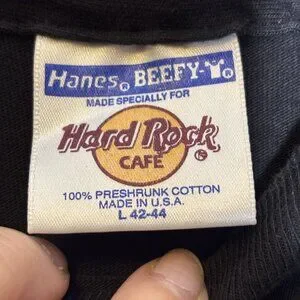 Hanes® BEEFY-T®
MADE SPECIALLY FOR
Hard Rock
CAFE ®
100% PRESHRUNK COTTON
MADE IN U.S.A.
L 42-44